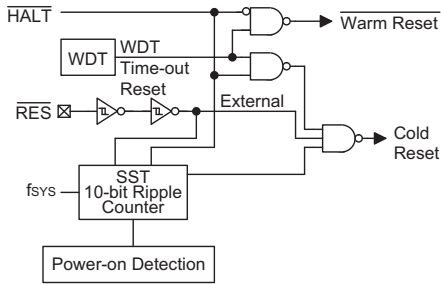 HALT
Warm Reset
WDT
WDT
Time-out
Reset
RES
External
Cold
Reset
SST
10-bit Ripple
Counter
fSYS
Power-on Detection